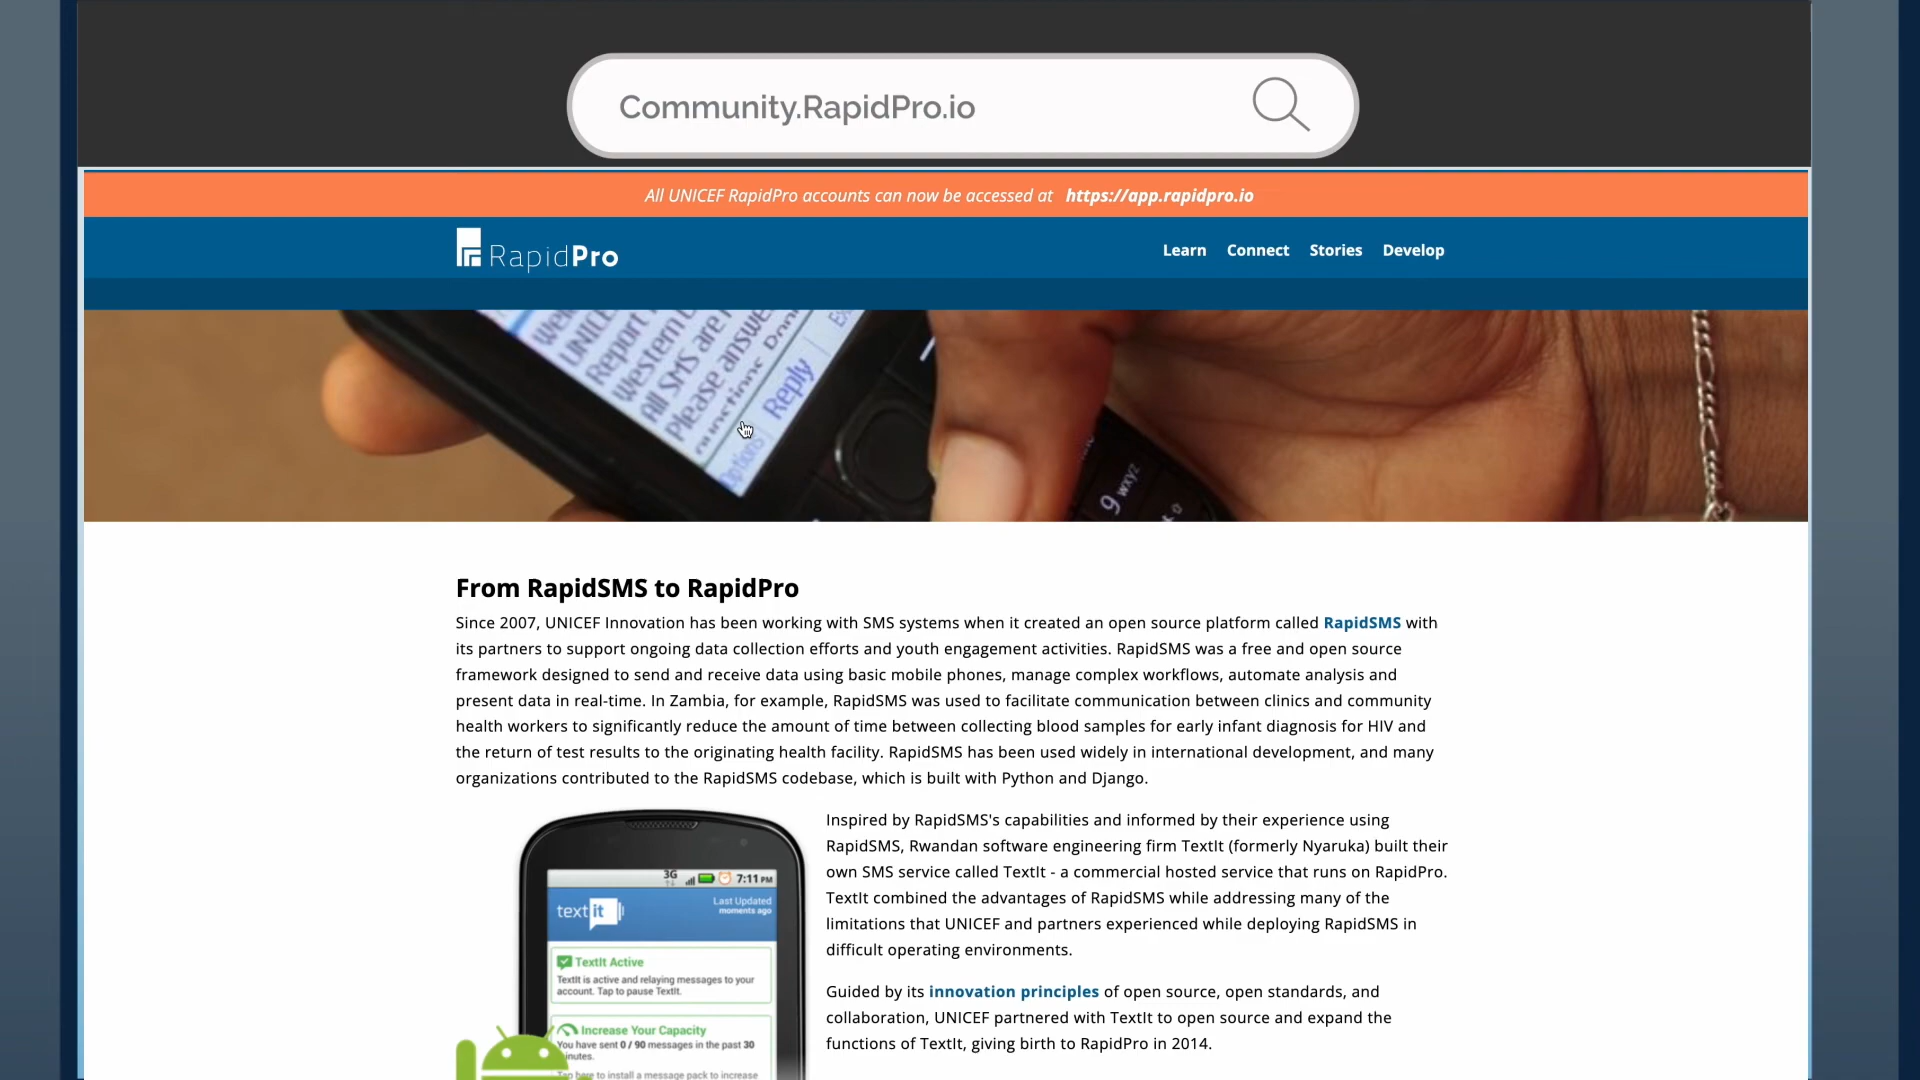 Community.RapidPro.io
All UNICEF RapidPro accounts can now be accessed at https://app.rapidpro.io
RapidPro
Learn Connect Stories Develop
UNICEF
Report
Western
All SMS are
Please answe
Reply
Options
9 wxyz
From RapidSMS to RapidPro
Since 2007, UNICEF Innovation has been working with SMS systems when it created an open source platform called RapidSMS with
its partners to support ongoing data collection efforts and youth engagement activities. RapidSMS was a free and open source
framework designed to send and receive data using basic mobile phones, manage complex workflows, automate analysis and
present data in real-time. In Zambia, for example, RapidSMS was used to facilitate communication between clinics and community
health workers to significantly reduce the amount of time between collecting blood samples for early infant diagnosis for HIV and
the return of test results to the originating health facility. RapidSMS has been used widely in international development, and many
organizations contributed to the RapidSMS codebase, which is built with Python and Django.
Inspired by RapidSMS's capabilities and informed by their experience using
RapidSMS, Rwandan software engineering firm TextIt (formerly Nyaruka) built their
own SMS service called TextIt - a commercial hosted service that runs on RapidPro.
TextIt combined the advantages of RapidSMS while addressing many of the
limitations that UNICEF and partners experienced while deploying RapidSMS in
difficult operating environments.
Guided by its innovation principles of open source, open standards, and
collaboration, UNICEF partnered with TextIt to open source and expand the
functions of TextIt, giving birth to RapidPro in 2014.
3G 7:11 PM
textit
Last Updated
moments ago
TextIt Active
TextIt is active and relaying messages to your
account. Tap to pause TextIt.
Increase Your Capacity
You have sent 0 / 90 messages in the past 30
inutes.
Tap here to install a message pack to increase